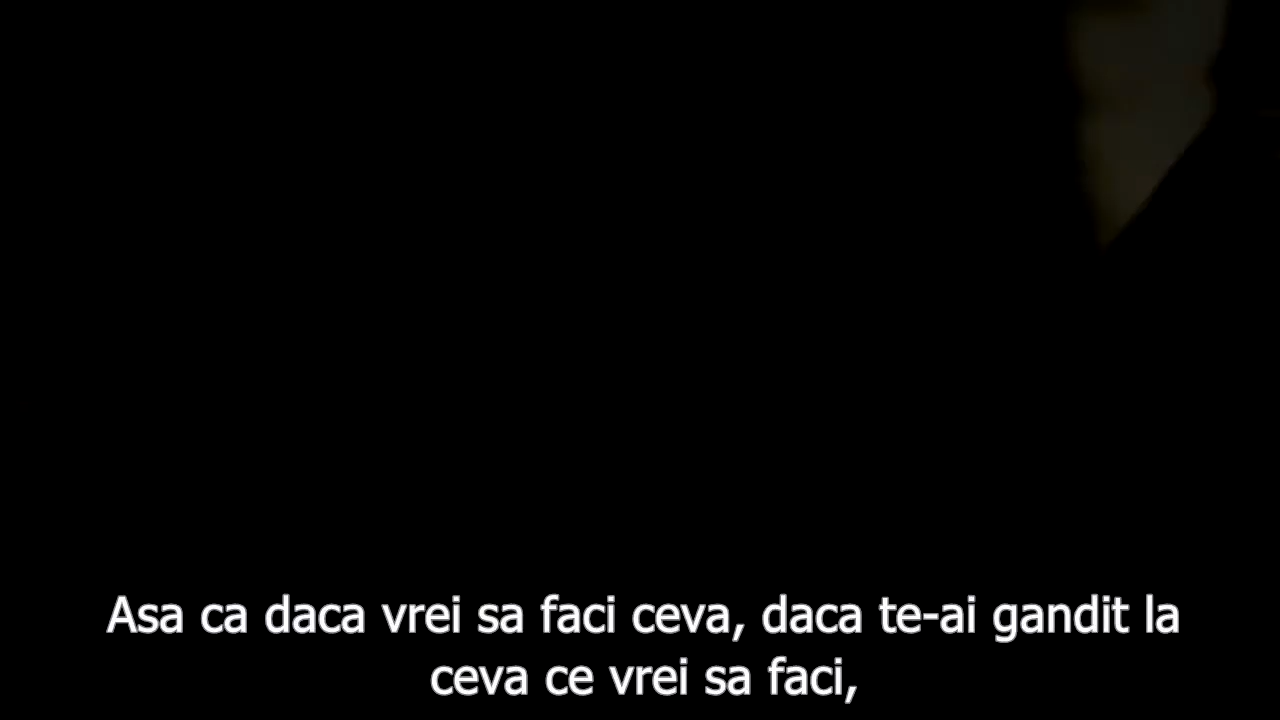 Asa ca daca vrei sa faci ceva, daca te-ai gandit la
ceva ce vrei sa faci,